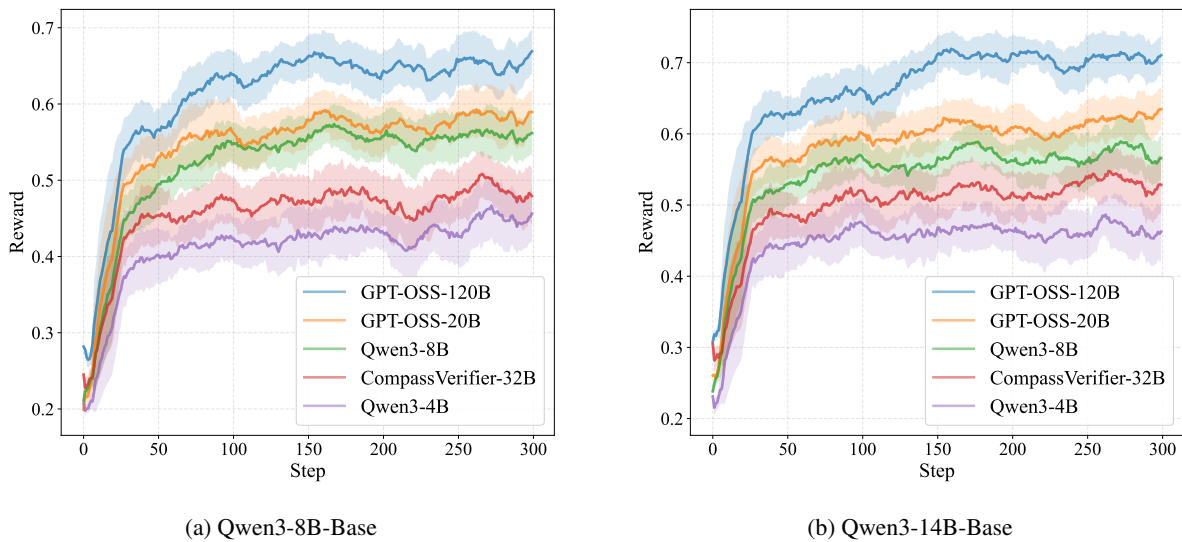 0.7
0.6
0.5
0.4
0.3
0.2
Reward
0
50
100
150
200
250
300
Step
GPT-OSS-120B
GPT-OSS-20B
Qwen3-8B
CompassVerifier-32B
Qwen3-4B
(a) Qwen3-8B-Base
0.7
0.6
0.5
0.4
0.3
0.2
Reward
0
50
100
150
200
250
300
Step
GPT-OSS-120B
GPT-OSS-20B
Qwen3-8B
CompassVerifier-32B
Qwen3-4B
(b) Qwen3-14B-Base